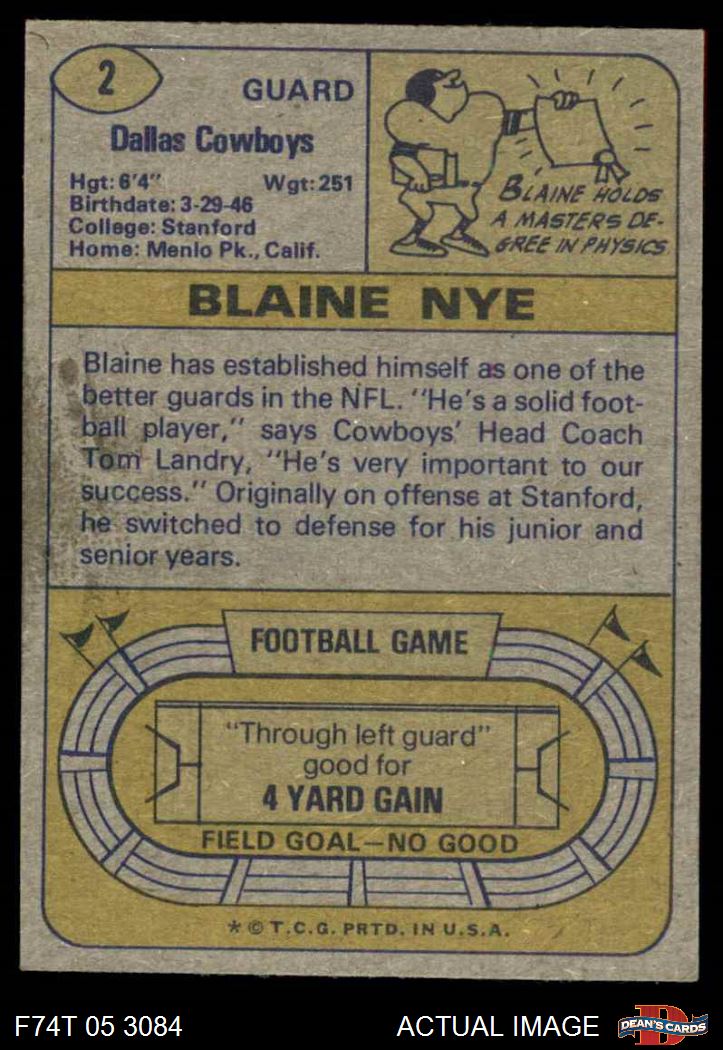 2
GUARD
Dallas Cowboys
Hgt: 6'4" Wgt: 251
Birthdate: 3-29-46
College: Stanford
Home: Menlo Pk., Calif.
BLAINE HOLDS
A MASTERS DE-
GREE IN PHYSICS
BLAINE NYE
Blaine has established himself as one of the
better guards in the NFL. "He's a solid foot-
ball player," says Cowboys' Head Coach
Tom Landry, "He's very important to our
success." Originally on offense at Stanford,
he switched to defense for his junior and
senior years.
FOOTBALL GAME
"Through left guard"
good for
4 YARD GAIN
FIELD GOAL—NO GOOD
* © T.C.G. PRTD. IN U.S.A.
F74T 05 3084
ACTUAL IMAGE
D
DEAN'S CARDS